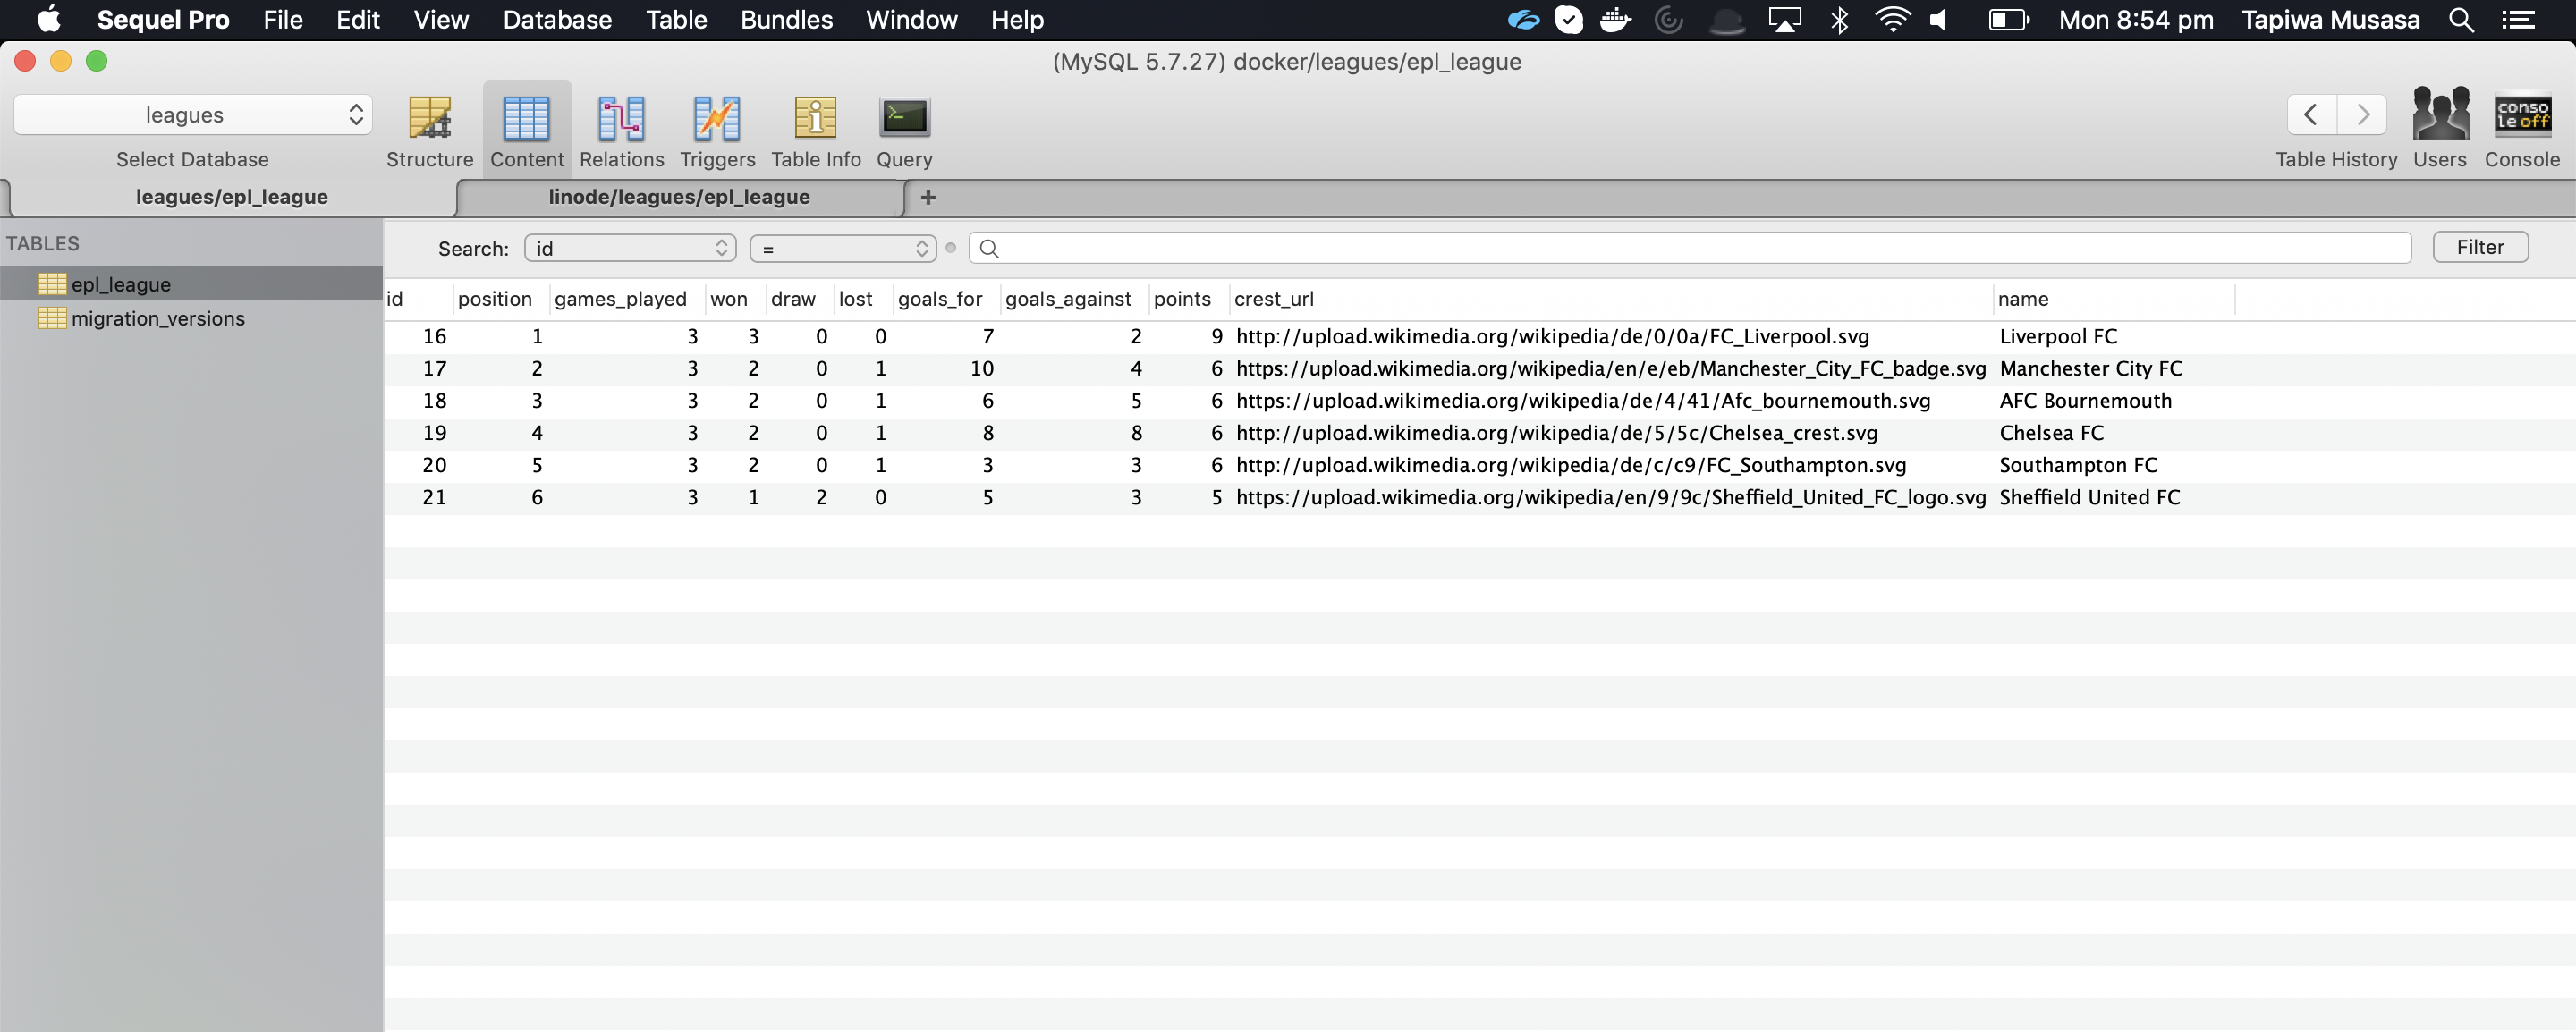 Sequel Pro File Edit View Database Table Bundles Window Help Mon 8:54 pm Tapiwa Musasa
(MySQL 5.7.27) docker/leagues/epl_league
leagues
conso
le off
Select Database Structure Content Relations Triggers Table Info Query Table History Users Console
leagues/epl_league linode/leagues/epl_league +
TABLES
epl_league
migration_versions
Search: id = Filter
id position games_played won draw lost goals_for goals_against points crest_url name
16 1 3 3 0 0 7 2 9 http://upload.wikimedia.org/wikipedia/de/0/0a/FC_Liverpool.svg Liverpool FC
17 2 3 2 0 1 10 4 6 https://upload.wikimedia.org/wikipedia/en/e/eb/Manchester_City_FC_badge.svg Manchester City FC
18 3 3 2 0 1 6 5 6 https://upload.wikimedia.org/wikipedia/de/4/41/Afc_bournemouth.svg AFC Bournemouth
19 4 3 2 0 1 8 8 6 http://upload.wikimedia.org/wikipedia/de/5/5c/Chelsea_crest.svg Chelsea FC
20 5 3 2 0 1 3 3 6 http://upload.wikimedia.org/wikipedia/de/c/c9/FC_Southampton.svg Southampton FC
21 6 3 1 2 0 5 3 5 https://upload.wikimedia.org/wikipedia/en/9/9c/Sheffield_United_FC_logo.svg Sheffield United FC